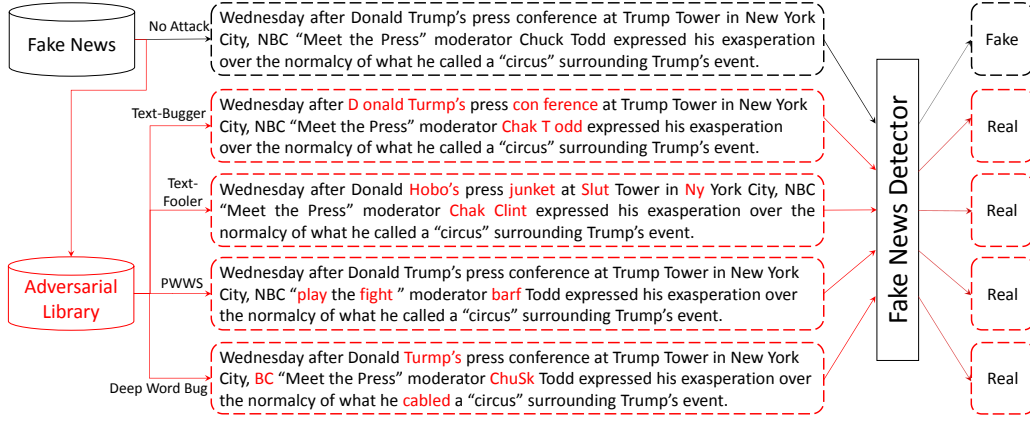 Fake News
No Attack
Wednesday after Donald Trump's press conference at Trump Tower in New York
City, NBC “Meet the Press” moderator Chuck Todd expressed his exasperation
over the normalcy of what he called a “circus” surrounding Trump's event.
Fake
Text-Bugger
Wednesday after D onald Turmp's press con ference at Trump Tower in New York
City, NBC “Meet the Press” moderator Chak T odd expressed his exasperation
over the normalcy of what he called a “circus” surrounding Trump's event.
Real
Text-
Fooler
Wednesday after Donald Hobo's press junket at Slut Tower in Ny York City, NBC
“Meet the Press” moderator Chak Clint expressed his exasperation over the
normalcy of what he called a “circus” surrounding Trump's event.
Real
Fake News Detector
Adversarial
Library
PWWS
Wednesday after Donald Trump's press conference at Trump Tower in New York
City, NBC “play the fight ” moderator barf Todd expressed his exasperation over
the normalcy of what he called a “circus” surrounding Trump's event.
Real
Deep Word Bug
Wednesday after Donald Turmp's press conference at Trump Tower in New York
City, BC “Meet the Press” moderator ChuSk Todd expressed his exasperation over
the normalcy of what he cabled a “circus” surrounding Trump's event.
Real